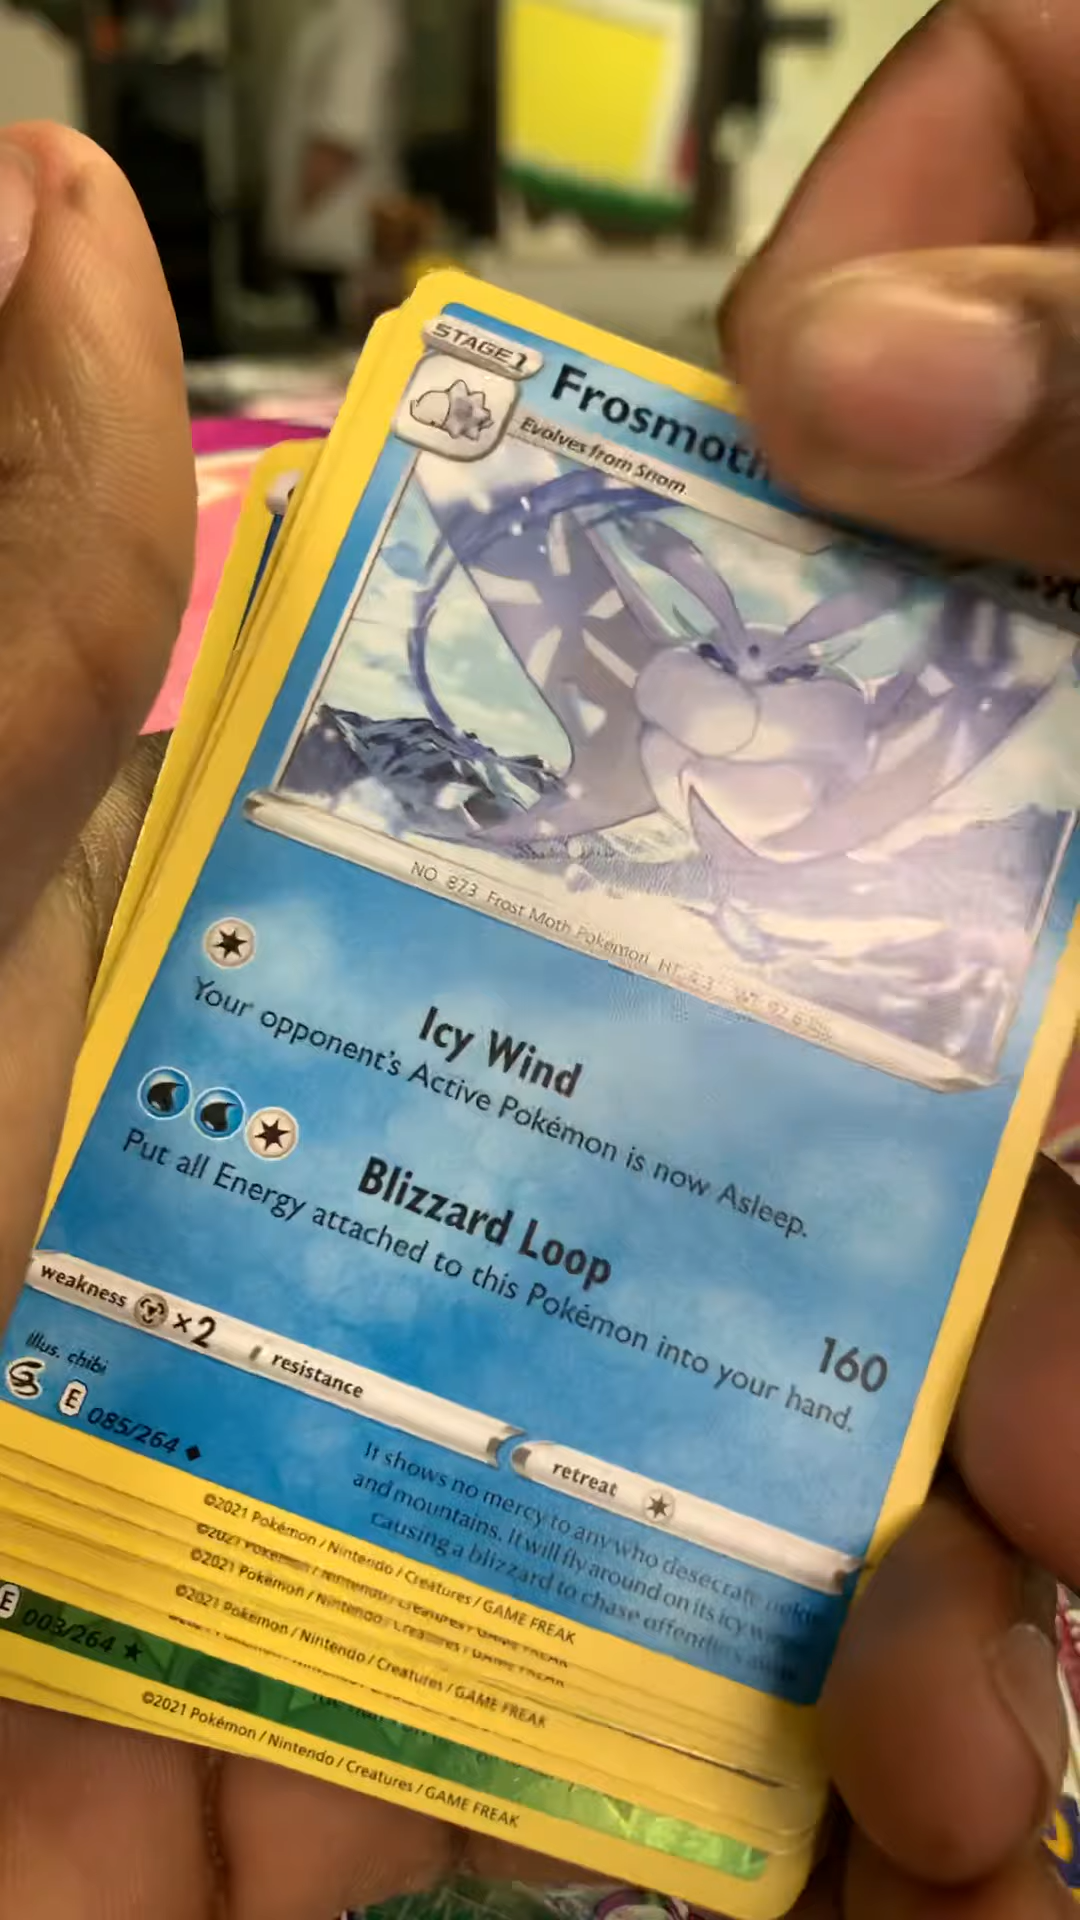 STAGE 1
Frosmoth
Evolves from Snom
NO. 873 Frost Moth Pokémon HT
Icy Wind
Your opponent's Active Pokémon is now Asleep.
Blizzard Loop
160
Put all Energy attached to this Pokémon into your hand.
weakness ×2 resistance
retreat
Illus. chibi
E 085/264
It shows no mercy to any who desecrate
and mountains. It will fly around on its icy
causing a blizzard to chase offenders away.
©2021 Pokémon / Nintendo / Creatures / GAME FREAK
©2021 Pokémon / Nintendo / Creatures / GAME FREAK
©2021 Pokémon / Nintendo / Creatures / GAME FREAK
©2021 Pokémon / Nintendo / Creatures / GAME FREAK
E 003/264
©2021 Pokémon / Nintendo / Creatures / GAME FREAK